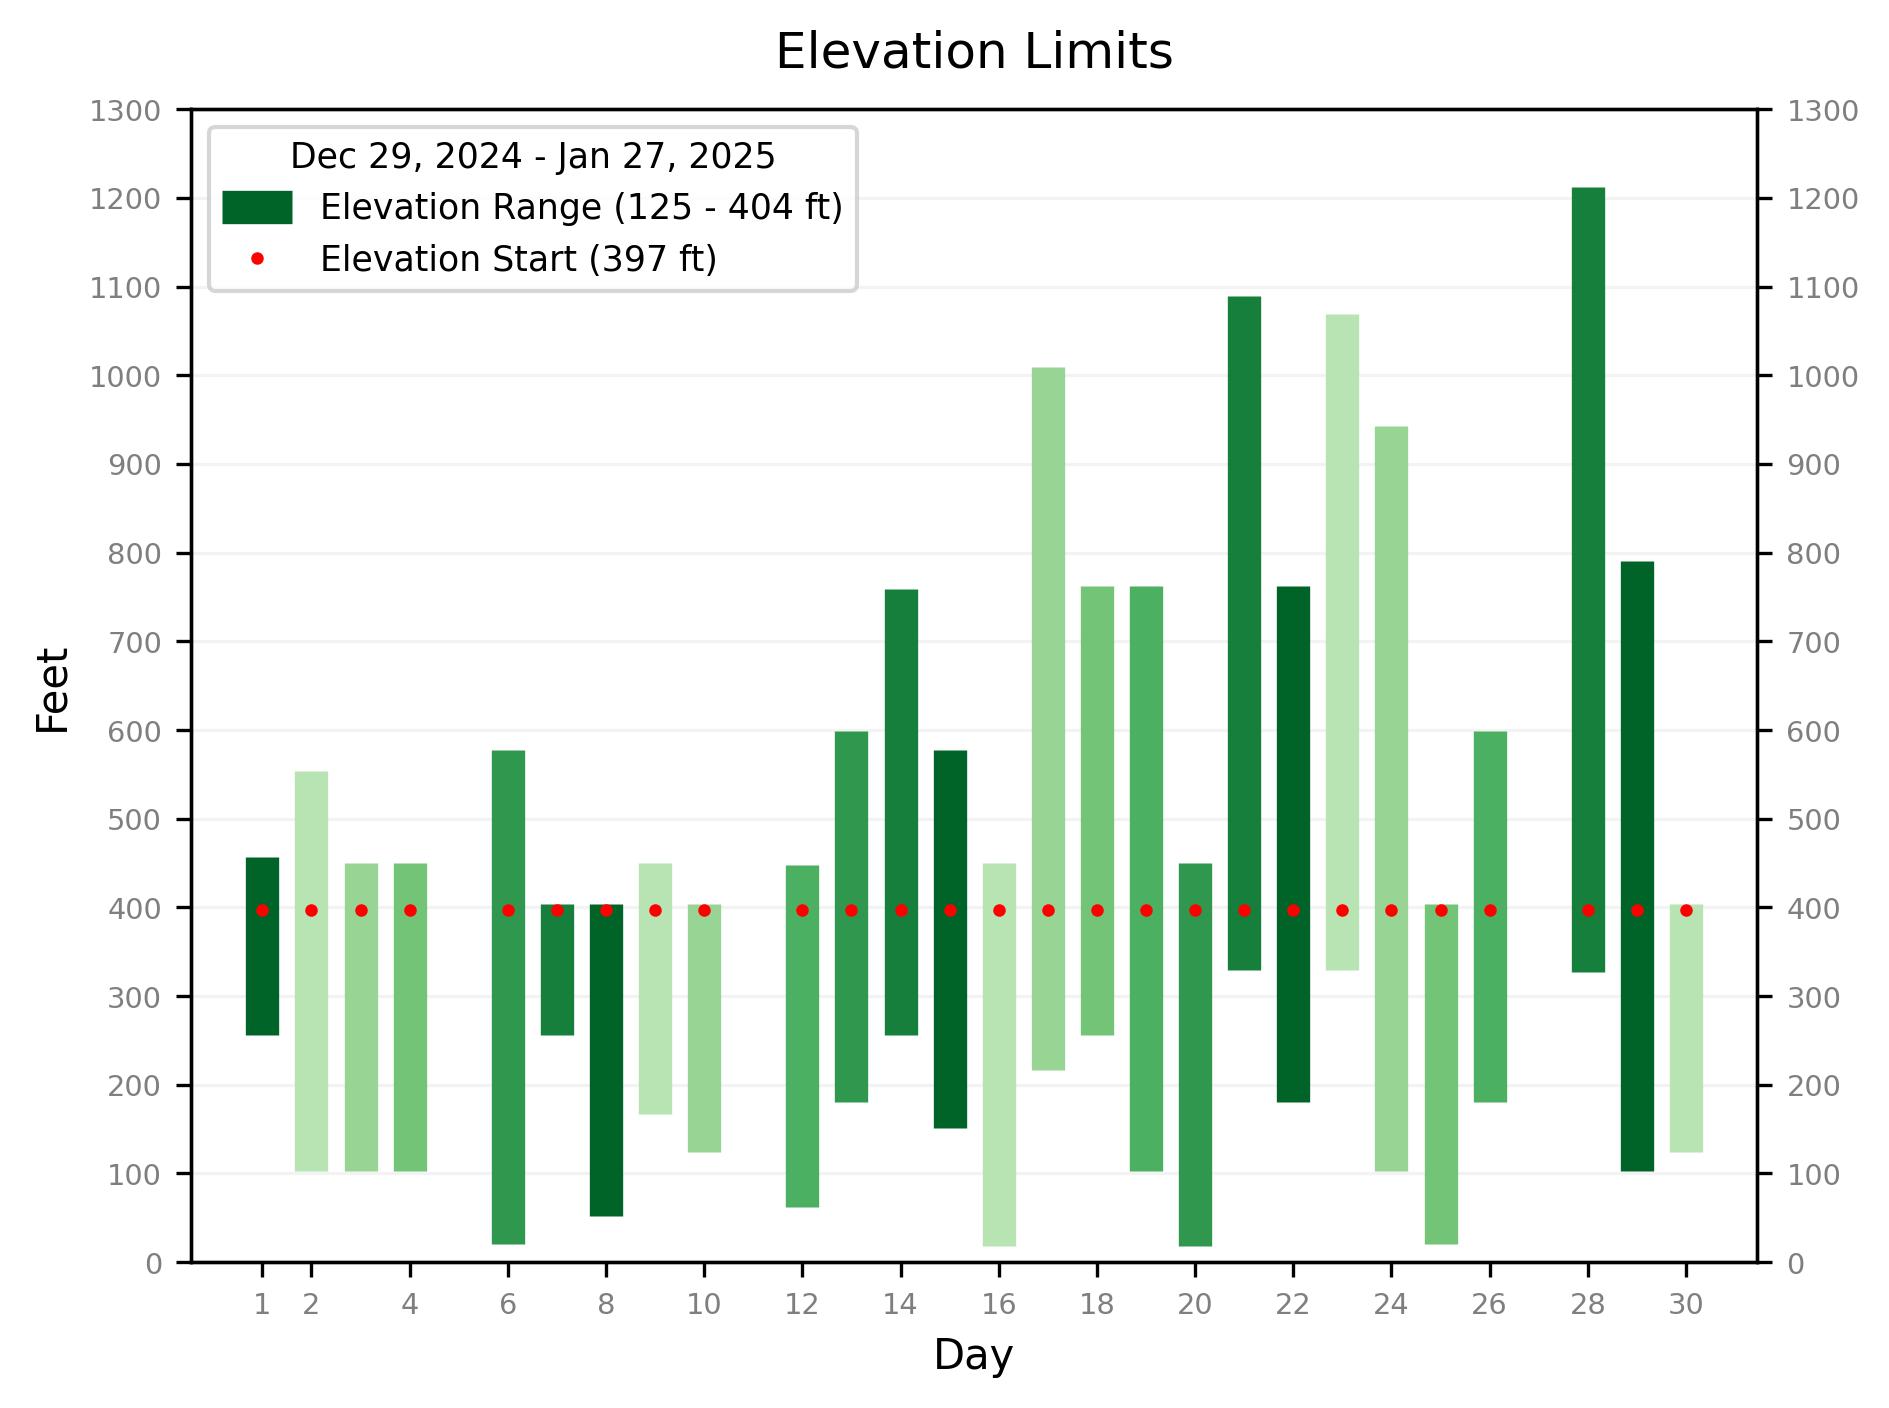 Elevation Limits
Dec 29, 2024 - Jan 27, 2025
Elevation Range (125 - 404 ft)
Elevation Start (397 ft)
1300 1300
1200 1200
1100 1100
1000 1000
900 900
800 800
700 700
600 600
500 500
400 400
300 300
200 200
100 100
0 0
Feet
1 2 4 6 8 10 12 14 16 18 20 22 24 26 28 30
Day